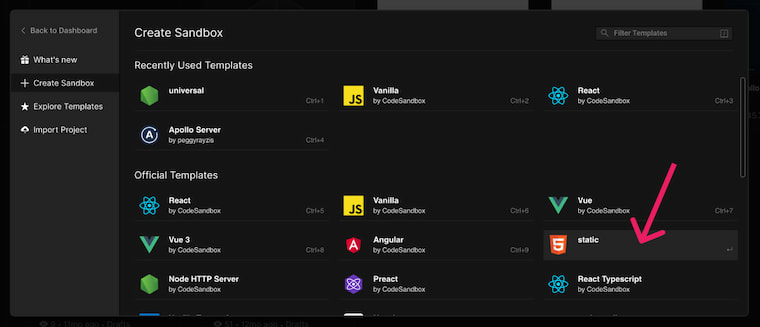 Back to Dashboard
What's new
Create Sandbox
Explore Templates
Import Project
Create Sandbox
Filter Templates
/
Recently Used Templates
universal
Ctrl+1
JS
Vanilla
by CodeSandbox
Ctrl+2
React
by CodeSandbox
Ctrl+3
Apollo Server
by peggyrayzis
Ctrl+4
Official Templates
React
by CodeSandbox
Ctrl+5
JS
Vanilla
by CodeSandbox
Ctrl+6
Vue
by CodeSandbox
Ctrl+7
Vue 3
by CodeSandbox
Ctrl+8
A
Angular
by CodeSandbox
Ctrl+9
5
static
↵
Node HTTP Server
by CodeSandbox
Preact
by CodeSandbox
React Typescript
by CodeSandbox